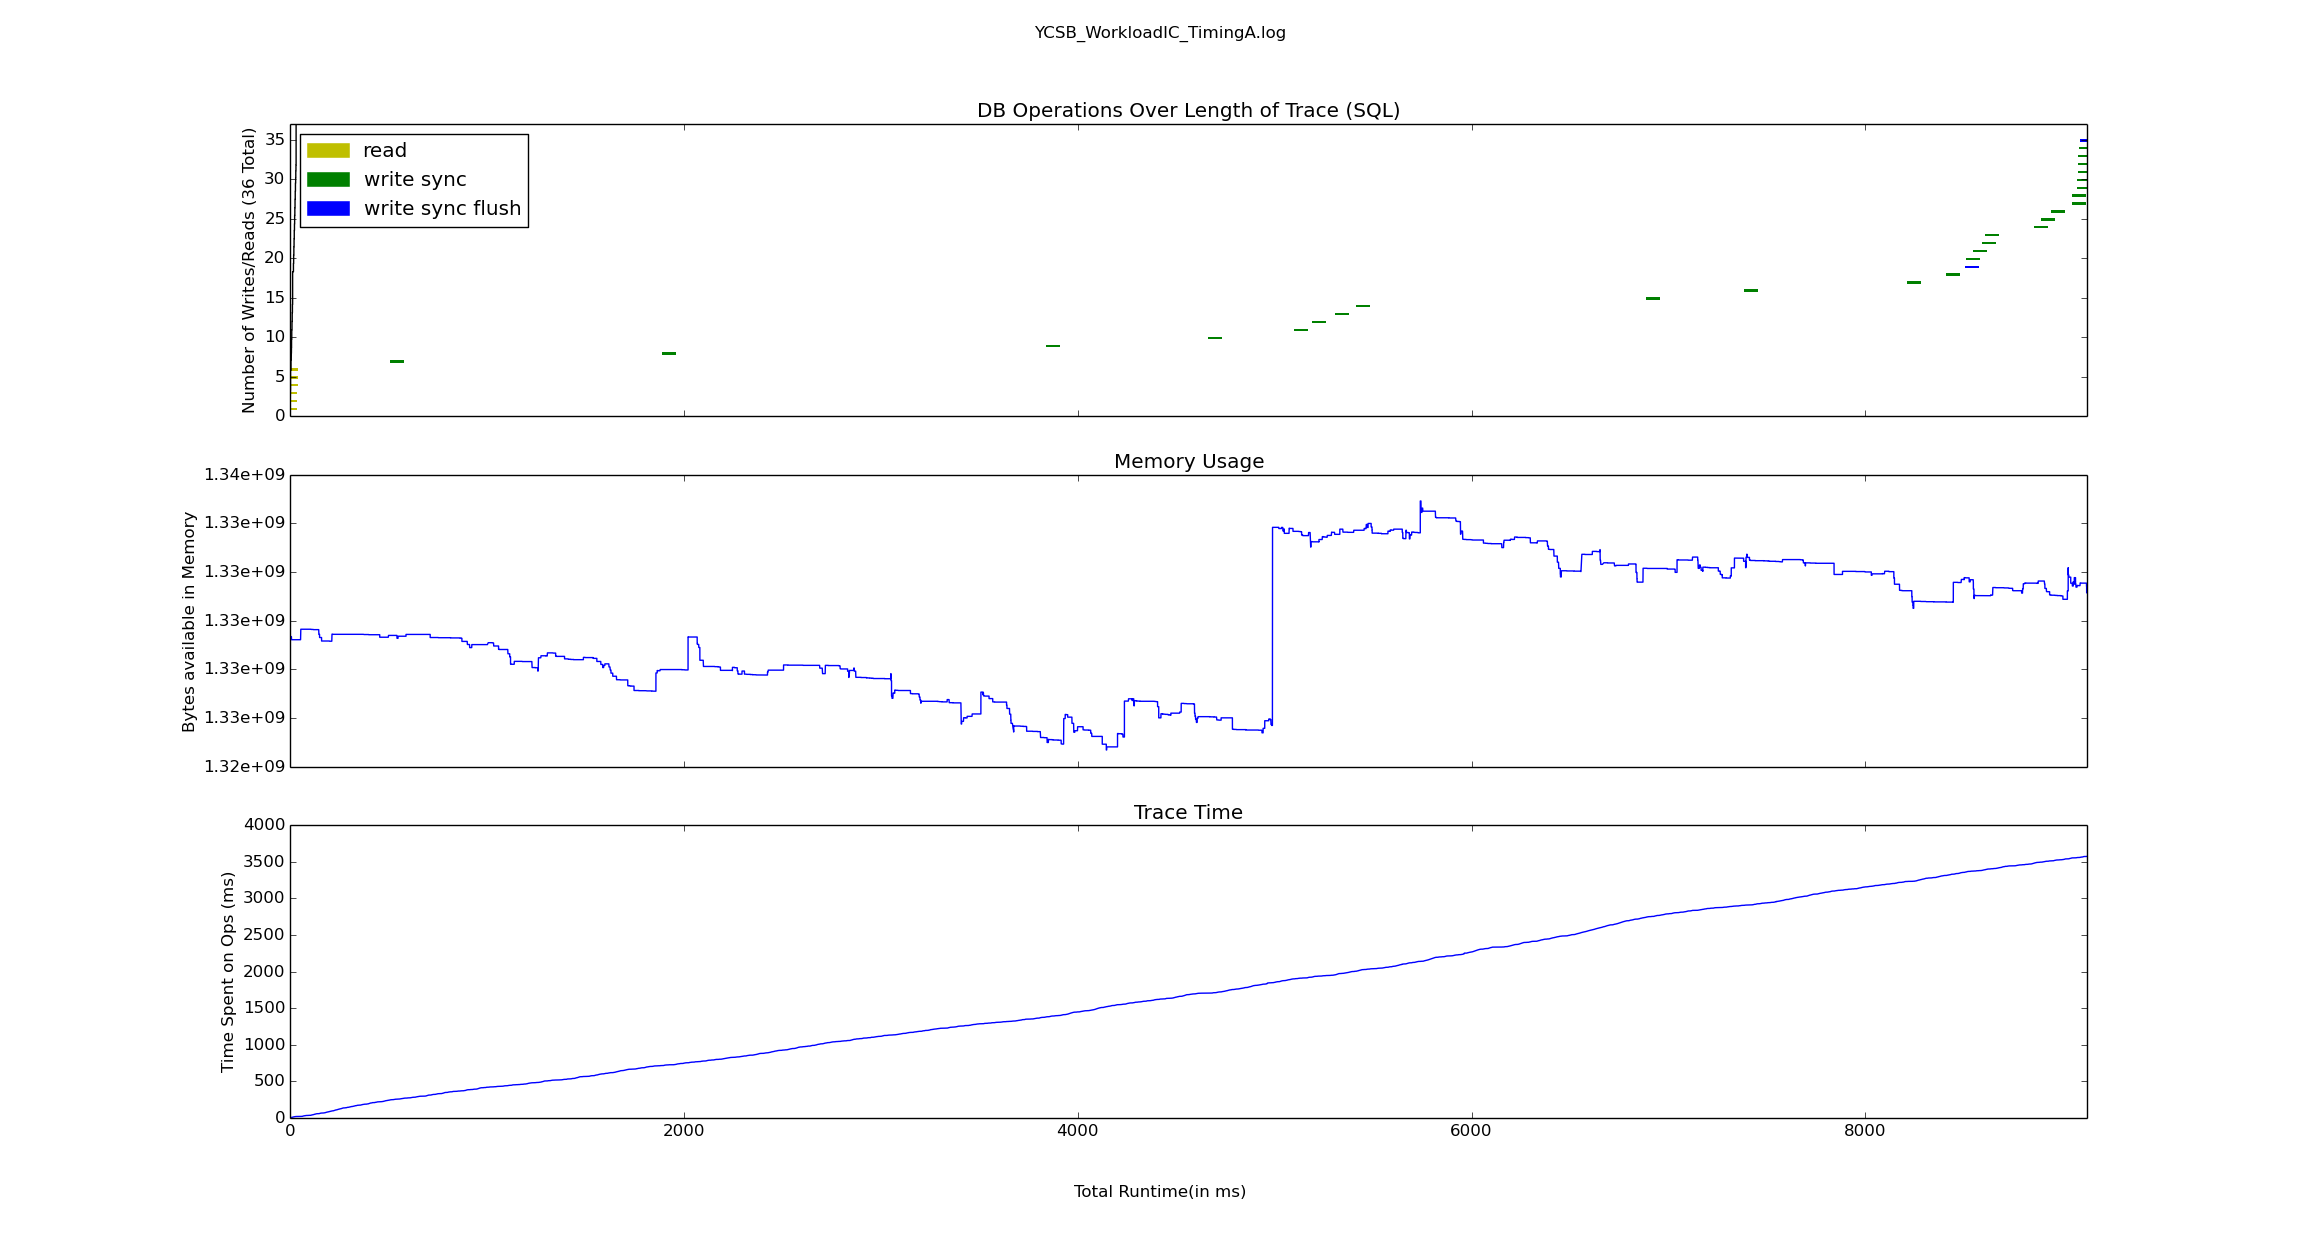 YCSB_WorkloadIC_TimingA.log
DB Operations Over Length of Trace (SQL)
Number of Writes/Reads (36 Total)
35
30
25
20
15
10
5
0
read
write sync
write sync flush
Memory Usage
Bytes available in Memory
1.34e+09
1.33e+09
1.33e+09
1.33e+09
1.33e+09
1.33e+09
1.32e+09
Trace Time
Time Spent on Ops (ms)
4000
3500
3000
2500
2000
1500
1000
500
0
0 2000 4000 6000 8000
Total Runtime(in ms)